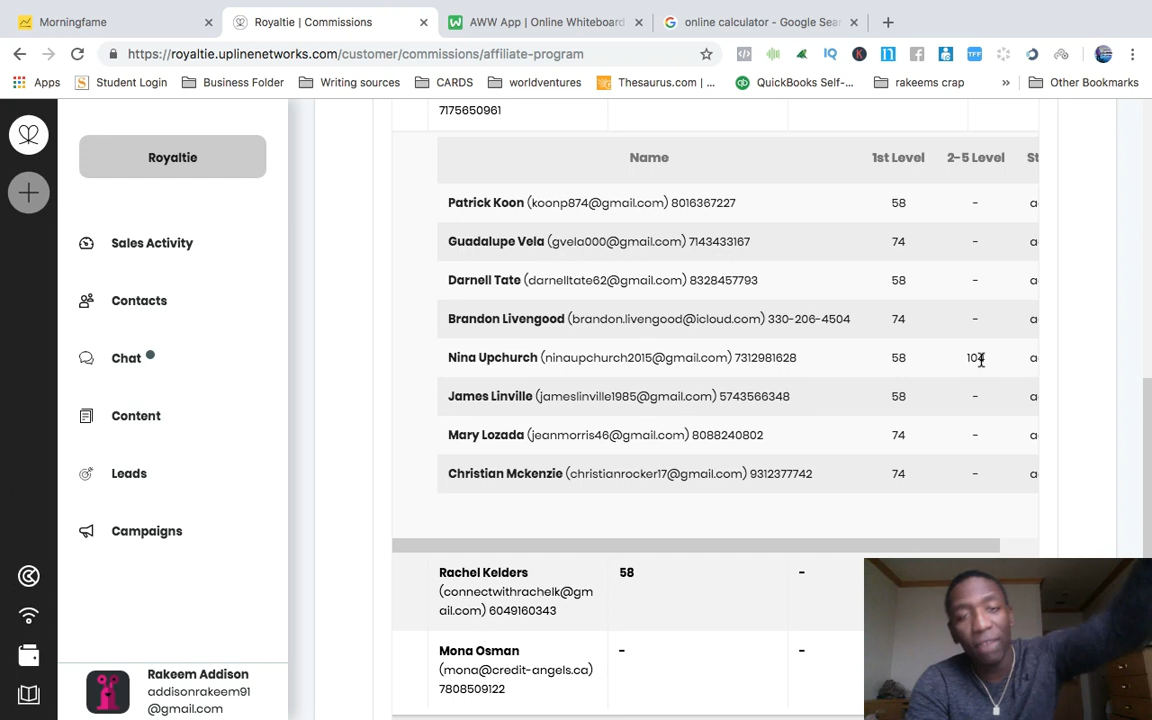 Morningfame
Royaltie | Commissions
AWW App | Online Whiteboard
online calculator - Google Sear
https://royaltie.uplinenetworks.com/customer/commissions/affiliate-program
Apps
Student Login
Business Folder
Writing sources
CARDS
worldventures
Thesaurus.com | ...
QuickBooks Self-...
rakeems crap
»
Other Bookmarks
Royaltie
Sales Activity
Contacts
Chat
Content
Leads
Campaigns
Rakeem Addison
addisonrakeem91
@gmail.com
7175650961
Name 1st Level 2-5 Level St
Patrick Koon (koonp874@gmail.com) 8016367227 58 - a
Guadalupe Vela (gvela000@gmail.com) 7143433167 74 - a
Darnell Tate (darnelltate62@gmail.com) 8328457793 58 - a
Brandon Livengood (brandon.livengood@icloud.com) 330-206-4504 74 - a
Nina Upchurch (ninaupchurch2015@gmail.com) 7312981628 58 a
James Linville (jameslinville1985@gmail.com) 5743566348 58 - a
Mary Lozada (jeanmorris46@gmail.com) 8088240802 74 - a
Christian Mckenzie (christianrocker17@gmail.com) 9312377742 74 - a
Rachel Kelders 58 -
(connectwithrachelk@gm
ail.com) 6049160343
Mona Osman - -
(mona@credit-angels.ca)
7808509122